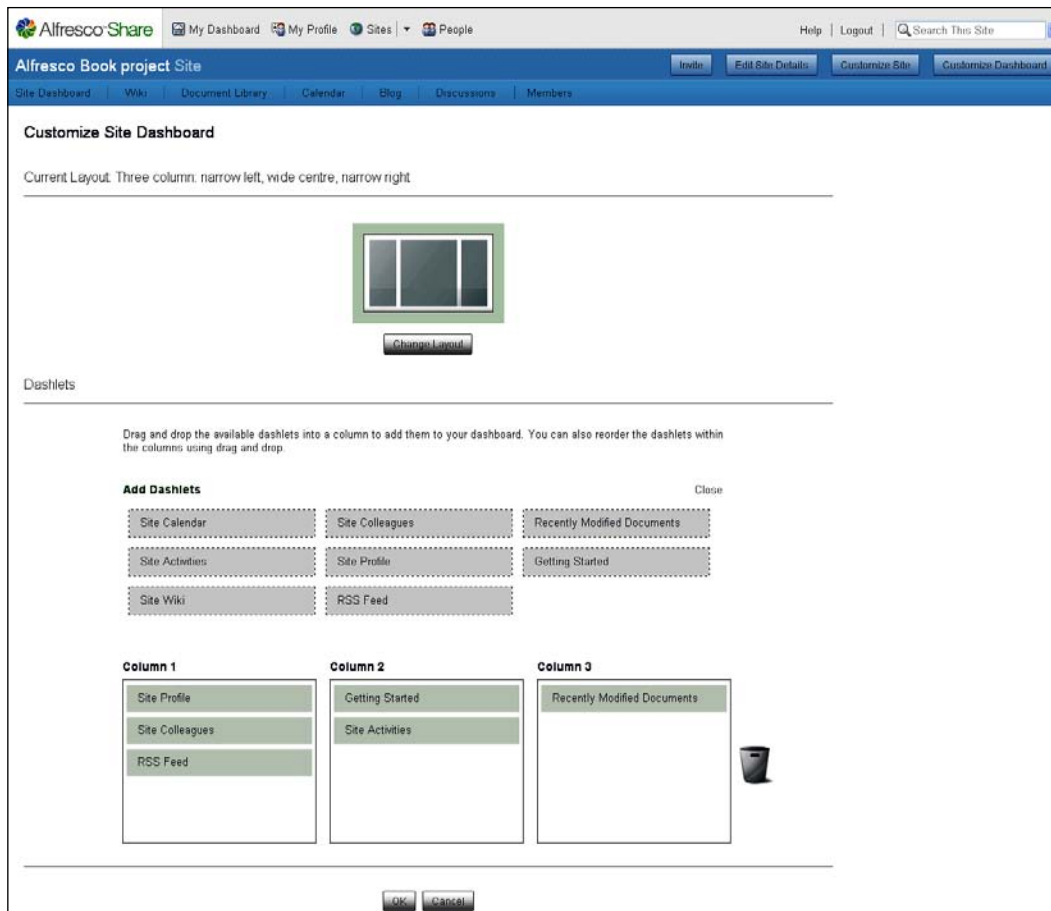 Alfresco Share My Dashboard My Profile Sites People Help | Logout | Search This Site
Alfresco Book project Site Invite Edit Site Details Customize Site Customize Dashboard
Site Dashboard Wiki Document Library Calendar Blog Discussions Members
Customize Site Dashboard
Current Layout: Three column: narrow left, wide centre, narrow right
Change Layout
Dashlets
Drag and drop the available dashlets into a column to add them to your dashboard. You can also reorder the dashlets within
the columns using drag and drop.
Add Dashlets Close
Site Calendar Site Colleagues Recently Modified Documents
Site Activities Site Profile Getting Started
Site Wiki RSS Feed
Column 1 Column 2 Column 3
Site Profile Getting Started Recently Modified Documents
Site Colleagues Site Activities
RSS Feed
OK Cancel